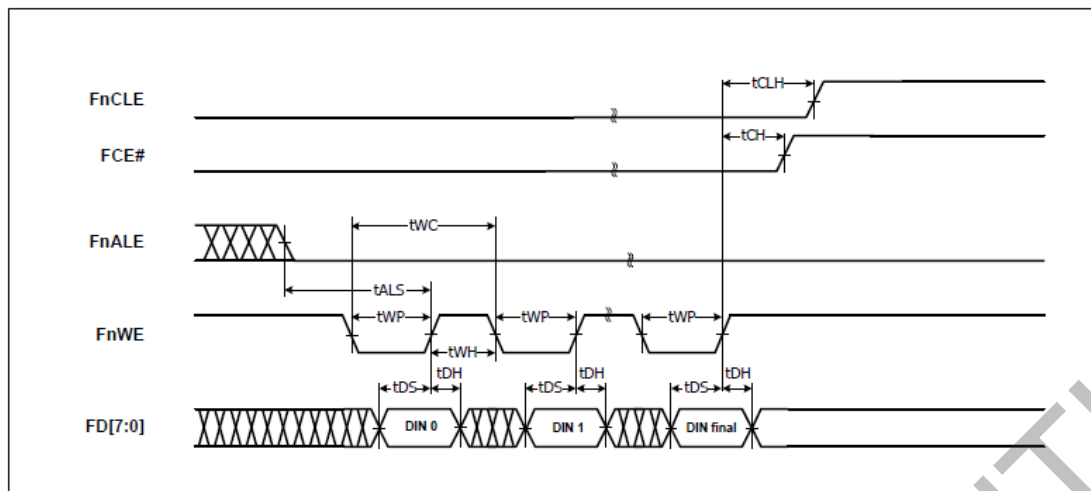 tCLH
FnCLE
tCH
FCE#
tWC
FnALE
tALS
tWP tWP tWP
FnWE
tWH
tDS tDH tDS tDH tDS tDH
FD[7:0] DIN 0 DIN 1 DIN final